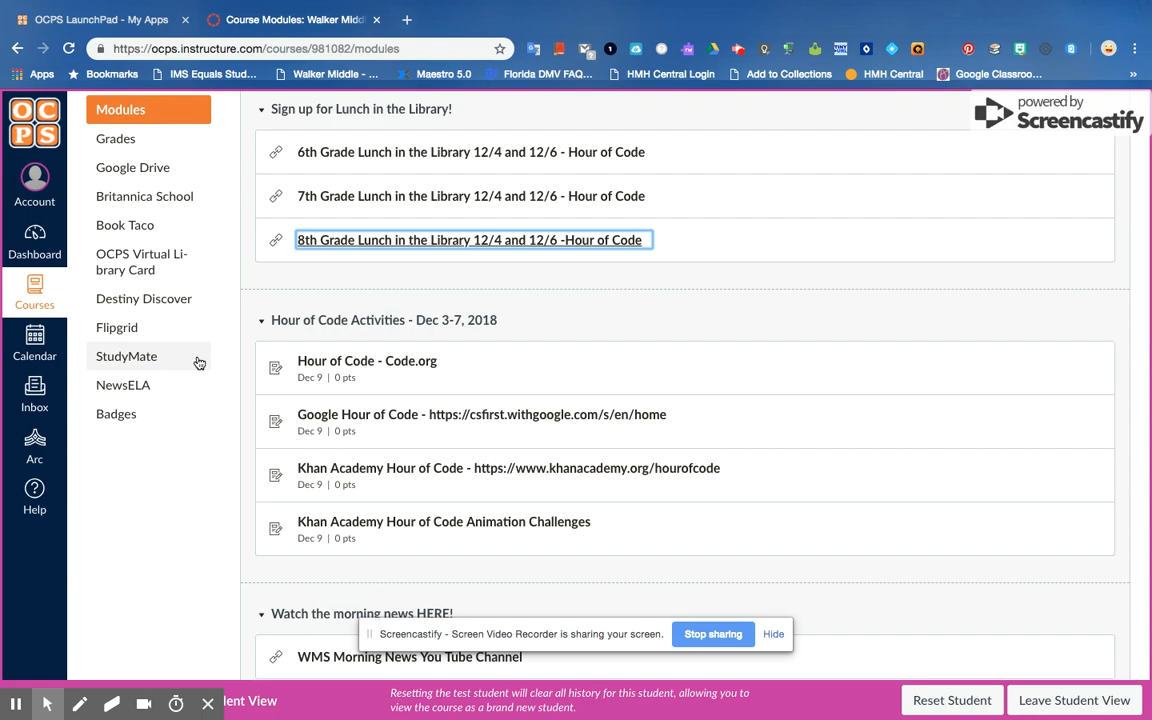 OCPS LaunchPad - My Apps
Course Modules: Walker Midd
https://ocps.instructure.com/courses/981082/modules
Apps
Bookmarks
IMS Equals Stud...
Walker Middle - ...
Maestro 5.0
Florida DMV FAQ...
HMH Central Login
Add to Collections
HMH Central
Google Classroo...
»
OC
PS
Account
Dashboard
Courses
Calendar
Inbox
Arc
Help
Modules
Grades
Google Drive
Britannica School
Book Taco
OCPS Virtual Li-
brary Card
Destiny Discover
Flipgrid
StudyMate
NewsELA
Badges
powered by
Screencastify
Sign up for Lunch in the Library!
6th Grade Lunch in the Library 12/4 and 12/6 - Hour of Code
7th Grade Lunch in the Library 12/4 and 12/6 - Hour of Code
8th Grade Lunch in the Library 12/4 and 12/6 -Hour of Code
Hour of Code Activities - Dec 3-7, 2018
Hour of Code - Code.org
Dec 9 | 0 pts
Google Hour of Code - https://csfirst.withgoogle.com/s/en/home
Dec 9 | 0 pts
Khan Academy Hour of Code - https://www.khanacademy.org/hourofcode
Dec 9 | 0 pts
Khan Academy Hour of Code Animation Challenges
Dec 9 | 0 pts
Watch the morning news HERE!
Screencastify - Screen Video Recorder is sharing your screen.
Stop sharing
Hide
WMS Morning News You Tube Channel
dent View
Resetting the test student will clear all history for this student, allowing you to
view the course as a brand new student.
Reset Student
Leave Student View